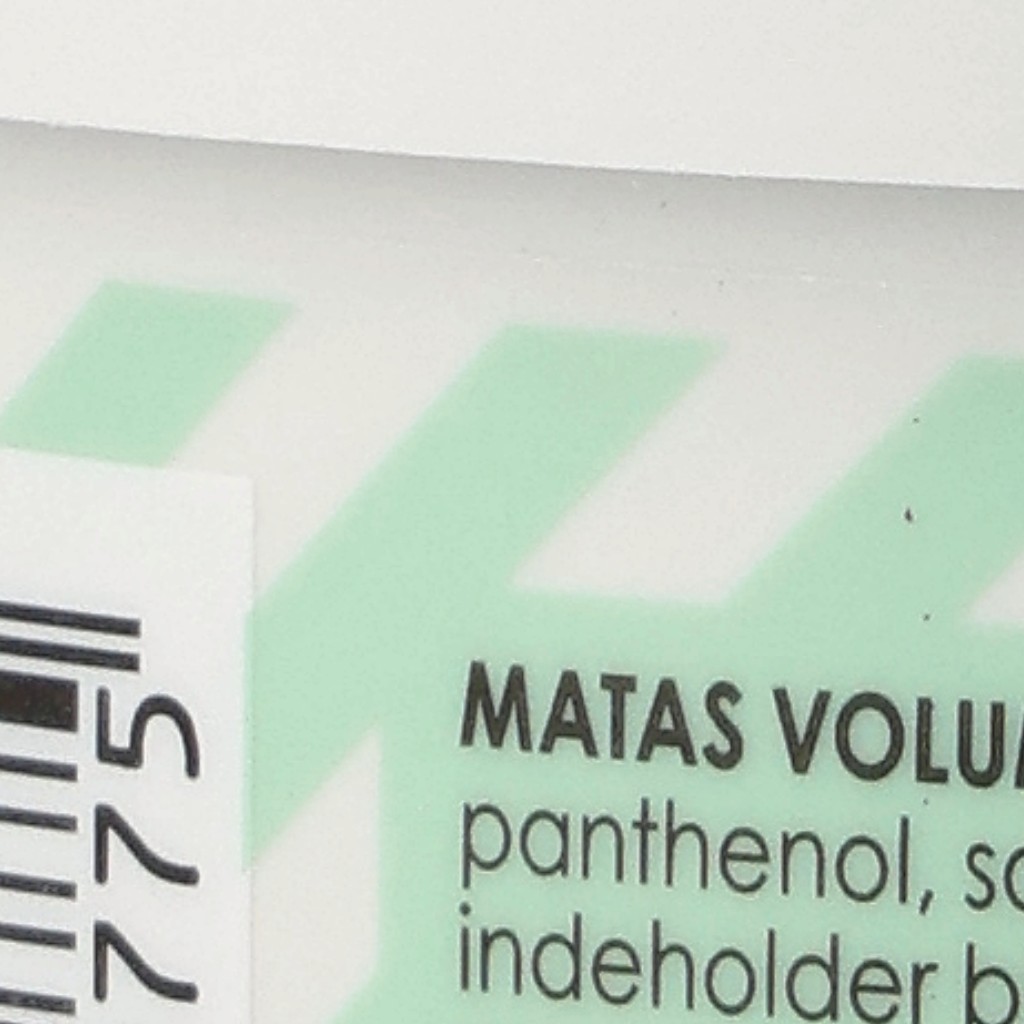 MATAS VOLU
panthenol,
indeholder
775